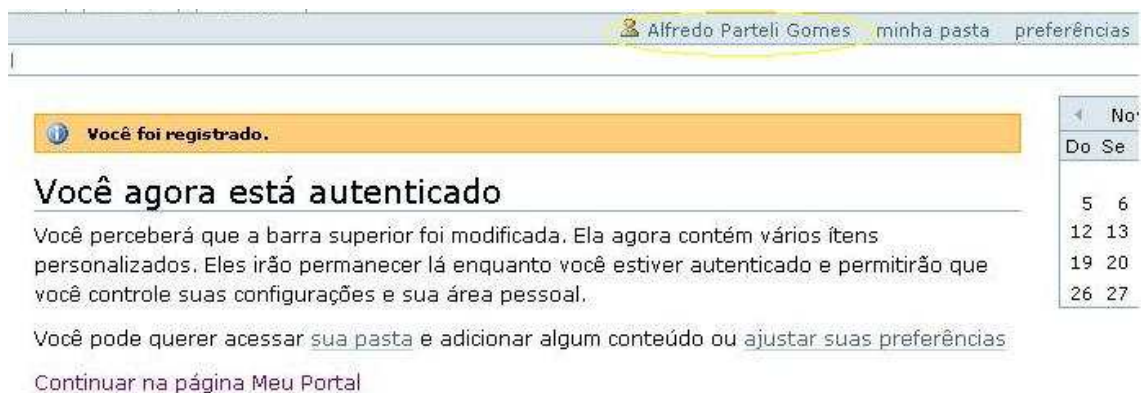 Alfredo Parteli Gomes minha pasta preferências
Você foi registrado.
Do Se
Você agora está autenticado
5 6
Você perceberá que a barra superior foi modificada. Ela agora contém vários ítens
12 13
personalizados. Eles irão permanecer lá enquanto você estiver autenticado e permitirão que
19 20
você controle suas configurações e sua área pessoal.
26 27
Você pode querer acessar sua pasta e adicionar algum conteúdo ou ajustar suas preferências
Continuar na página Meu Portal